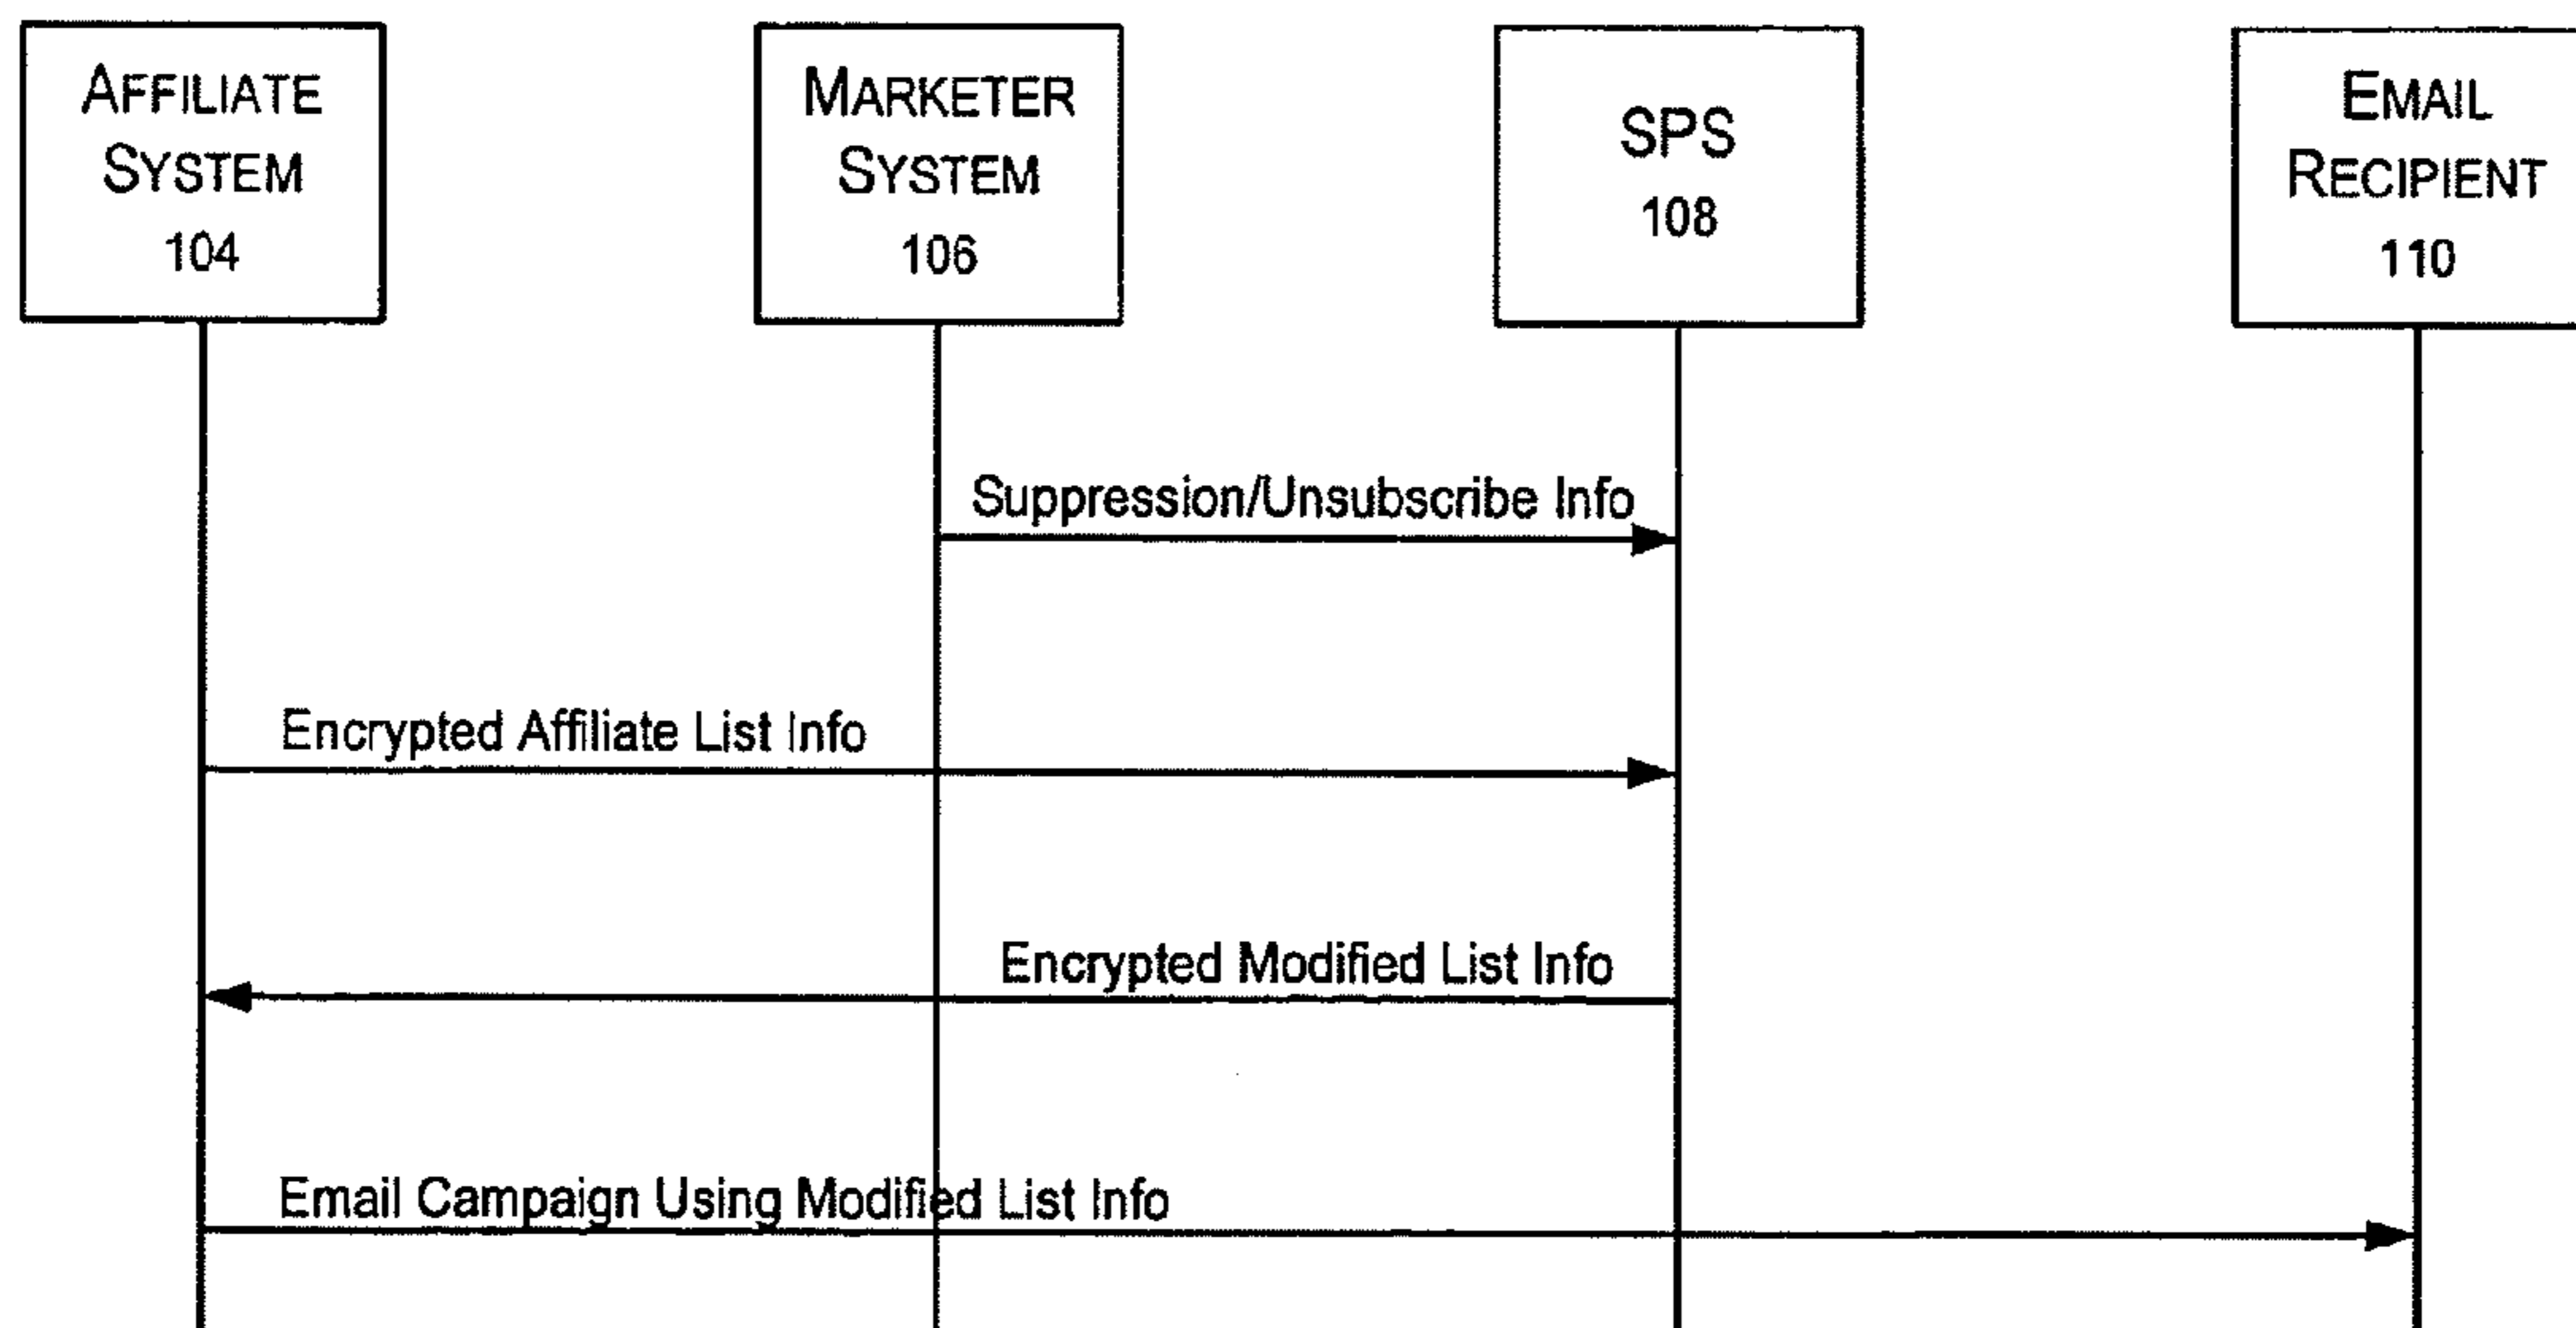 AFFILIATE
SYSTEM
104
MARKETER
SYSTEM
106
SPS
108
EMAIL
RECIPIENT
110
Suppression/Unsubscribe Info
Encrypted Affiliate List Info
Encrypted Modified List Info
Email Campaign Using Modified List Info